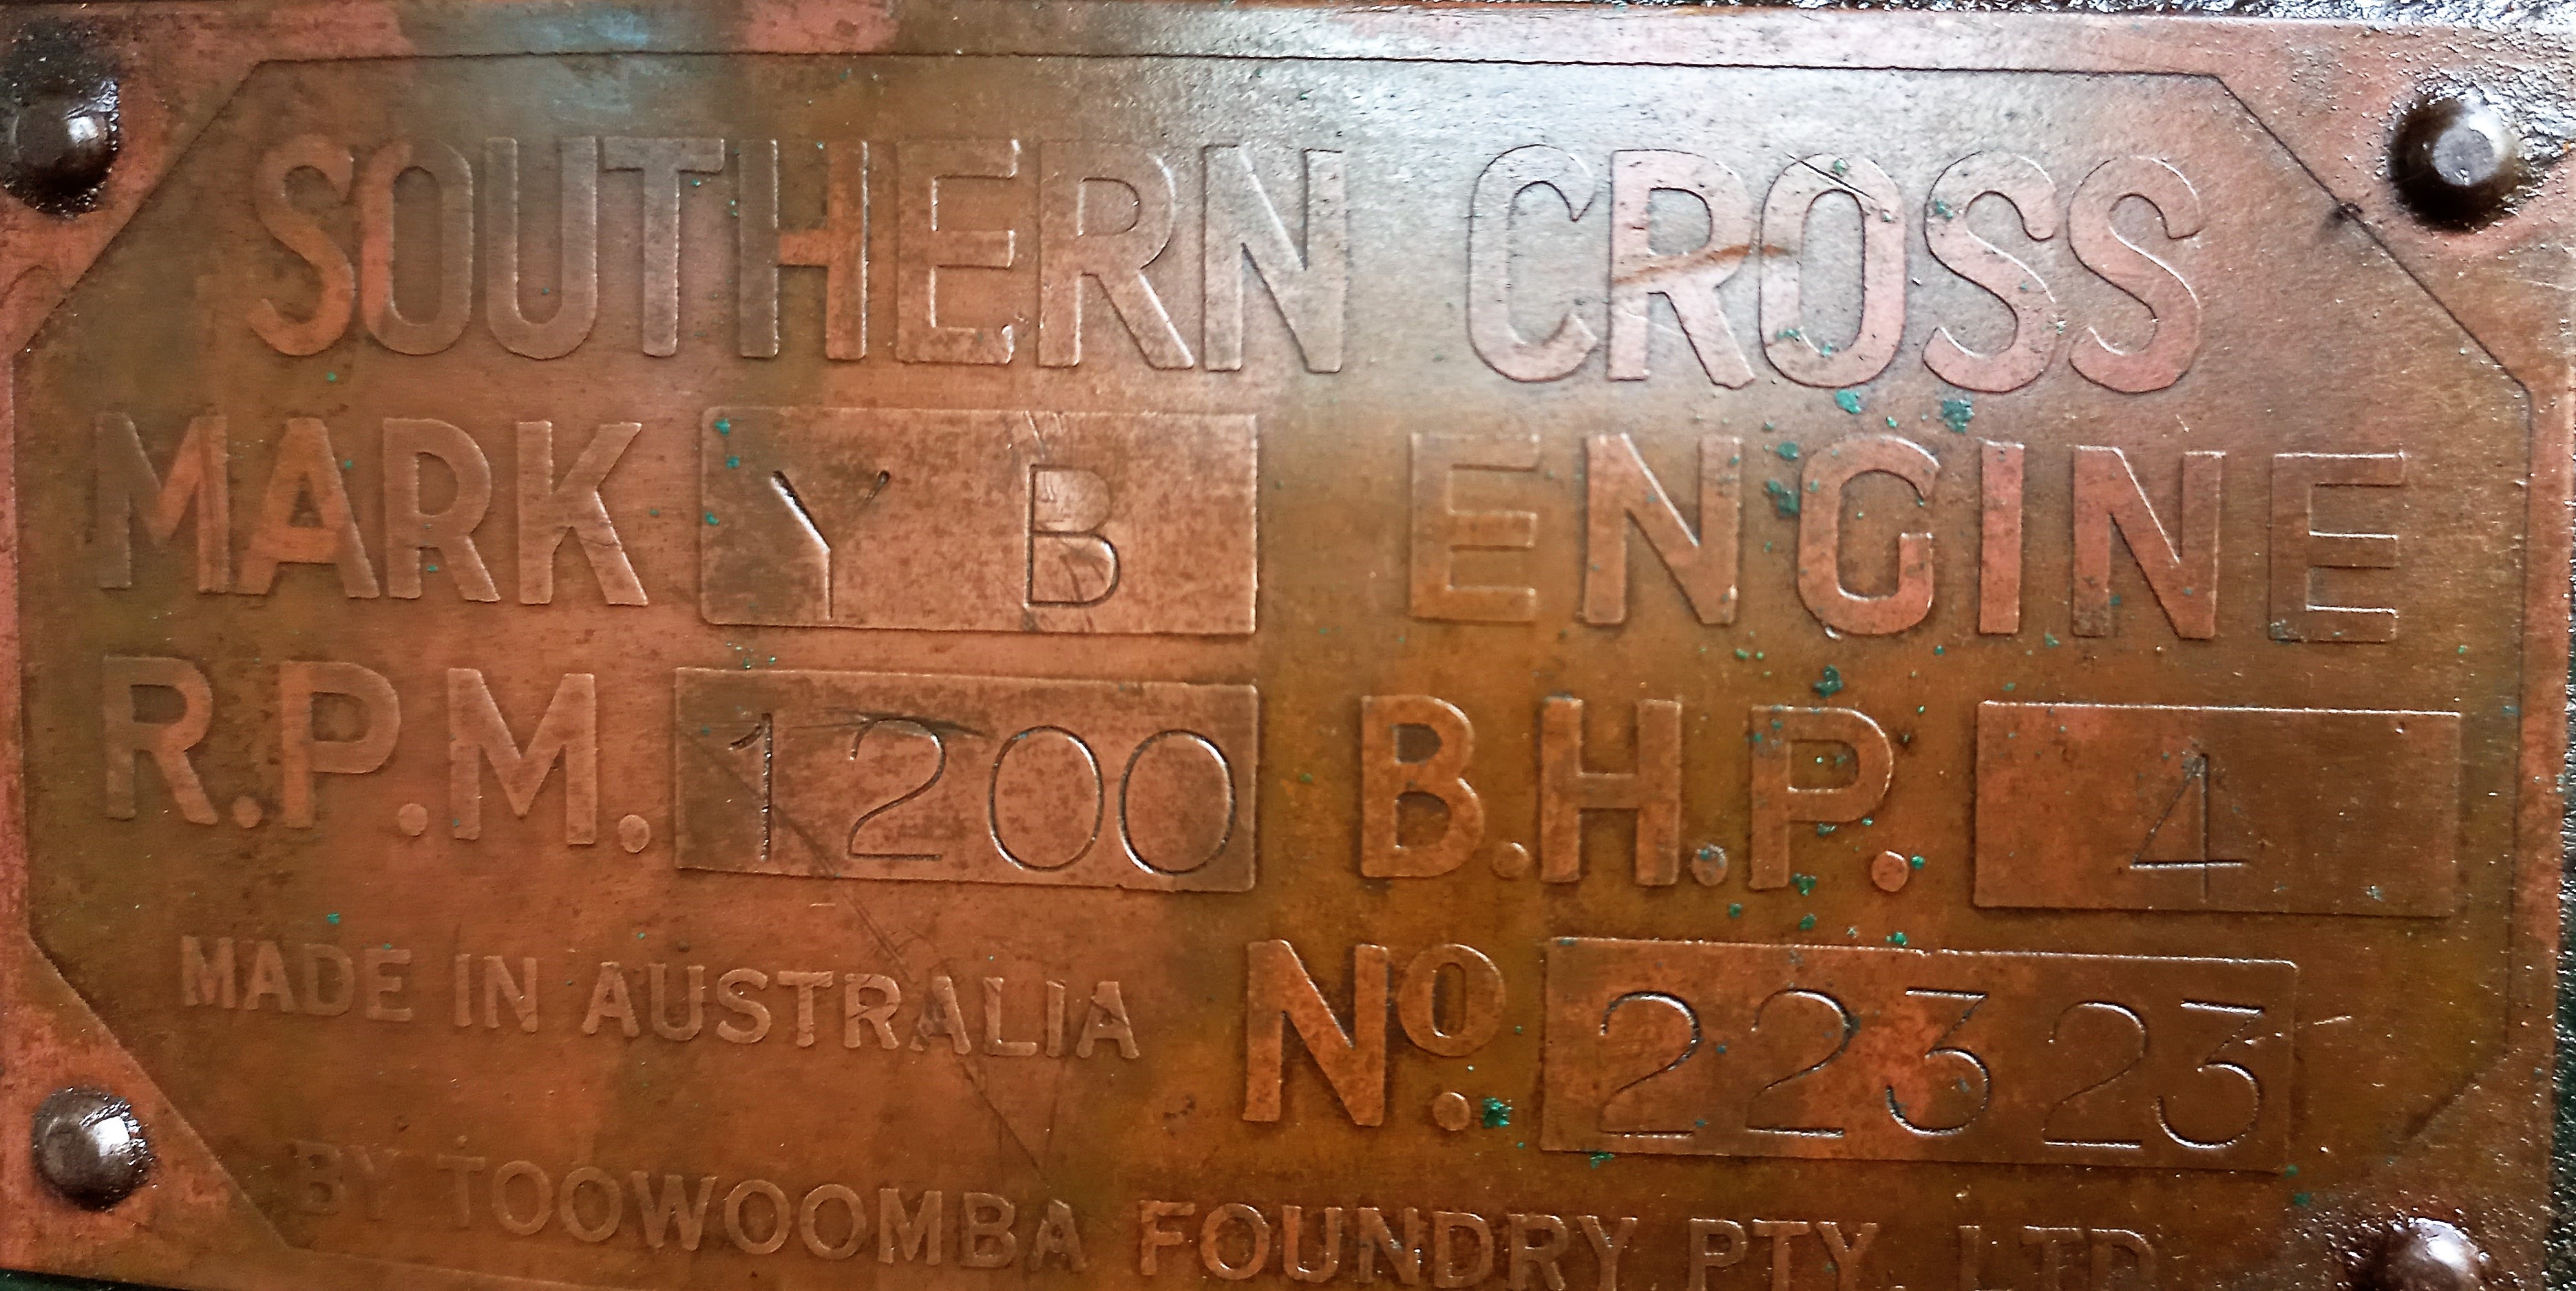 SOUTHERN CROSS
MARK Y B ENGINE
R.P.M. 1200 B.H.P. 4
MADE IN AUSTRALIA Nº. 22323
BY TOOWOOMBA FOUNDRY PTY LTD